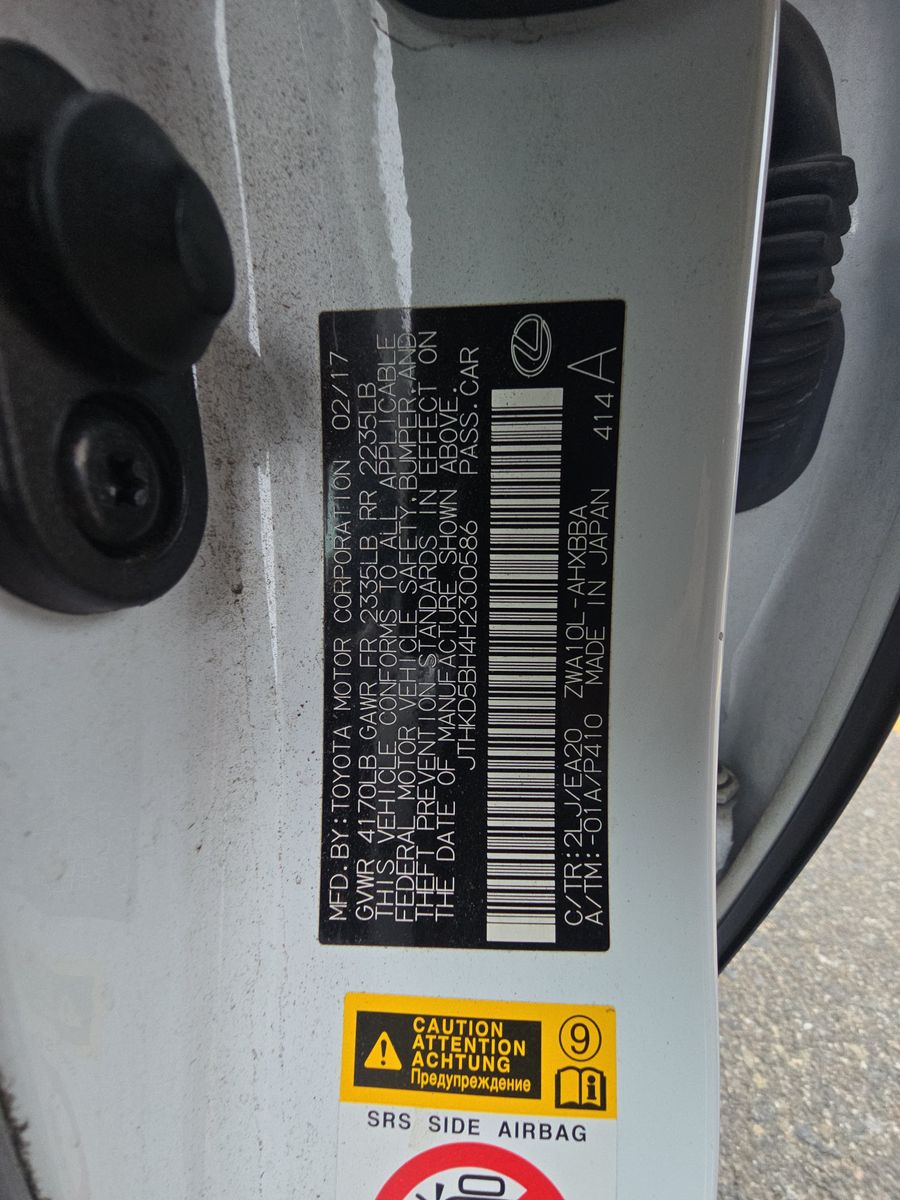 MFD.BY:TOYOTA MOTOR CORPORATION 02/17
GVWR 4170LB GAWR FR 2335LB RR 2235LB
THIS VEHICLE CONFORMS TO ALL APPLICABLE
FEDERAL MOTOR VEHICLE SAFETY,BUMPER,AND
THEFT PREVENTION STANDARDS IN EFFECT ON
THE DATE OF MANUFACTURE SHOWN ABOVE.
JTHKD5BH4H2300586 PASS.CAR
C/TR:2LJ/EA20 ZWA10L-AHXBBA
A/TM:-01A/P410 MADE IN JAPAN 414 A
CAUTION
ATTENTION
ACHTUNG
Предупреждение
9
i
SRS SIDE AIRBAG